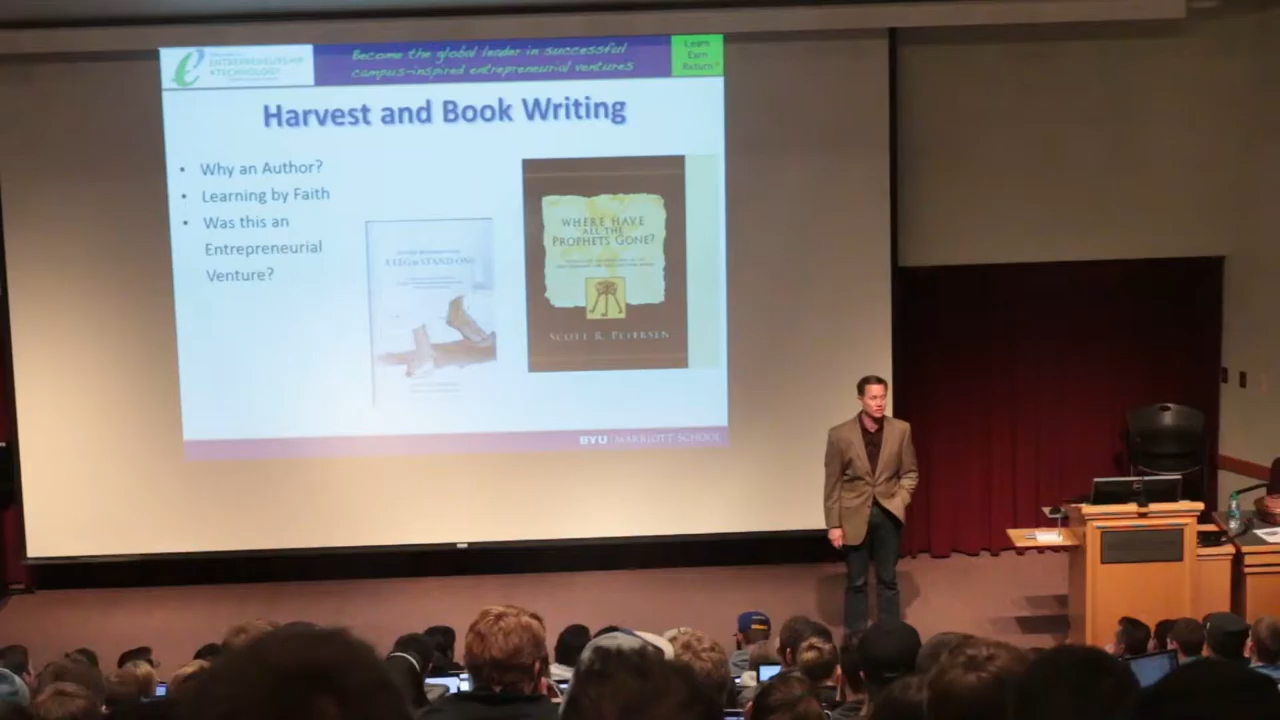 ENTREPRENEURSHIP
& TECHNOLOGY
Become the global leader in successful
campus-inspired entrepreneurial ventures
Learn
Earn
Return
Harvest and Book Writing
• Why an Author?
• Learning by Faith
• Was this an
Entrepreneurial
Venture?
A LEG TO STAND ON
WHERE HAVE
ALL THE
PROPHETS GONE?
SCOTT R. PETERSEN
BYU | MARRIOTT SCHOOL